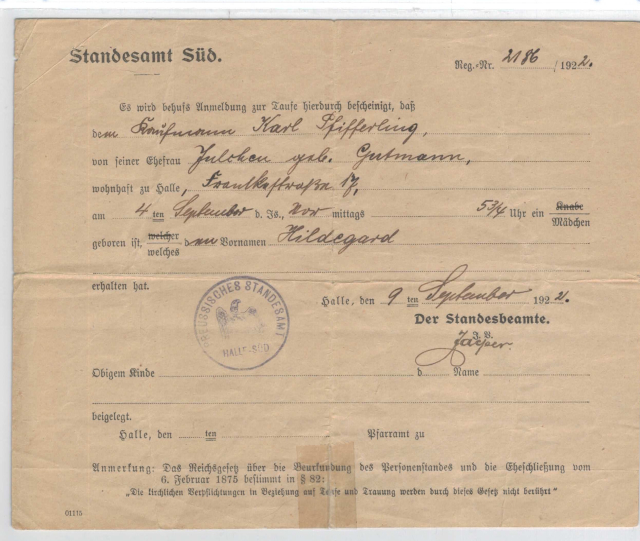 Standesamt Süd.
Reg.-Nr. 2186 / 1922.
Es wird behufs Anmeldung zur Taufe hierdurch bescheinigt, daß
dem Kaufmann Karl Pfifferling,
von seiner Ehefrau Julchen geb. Gutmann,
wohnhaft zu Halle, 17,
am 4 ten September d. Js., Vor mittags 5 3/4 Uhr ein Knabe
Mädchen
geboren ist, welcher den Vornamen Hildegard
welches
erhalten hat.
Halle, den 9 ten September 1922.
PREUSSISCHES STANDESAMT
HALLE-SÜD
Der Standesbeamte.
J. V.
Obigem Kinde d Name
beigelegt.
Halle, den ten Pfarramt zu
Anmerkung: Das Reichsgesetz über die Beurkundung des Personenstandes und die Eheschließung vom
6. Februar 1875 bestimmt in § 82:
„Die kirchlichen Verpflichtungen in Beziehung auf Taufe und Trauung werden durch dieses Gesetz nicht berührt"
01115